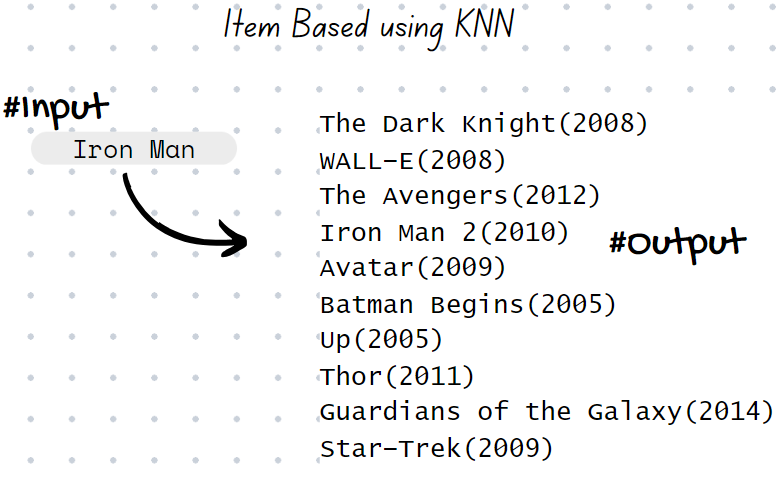 Item Based using KNN
#Input
Iron Man
The Dark Knight(2008)
WALL-E(2008)
The Avengers(2012)
Iron Man 2(2010)
#Output
Avatar(2009)
Batman Begins(2005)
Up(2005)
Thor(2011)
Guardians of the Galaxy(2014)
Star-Trek(2009)